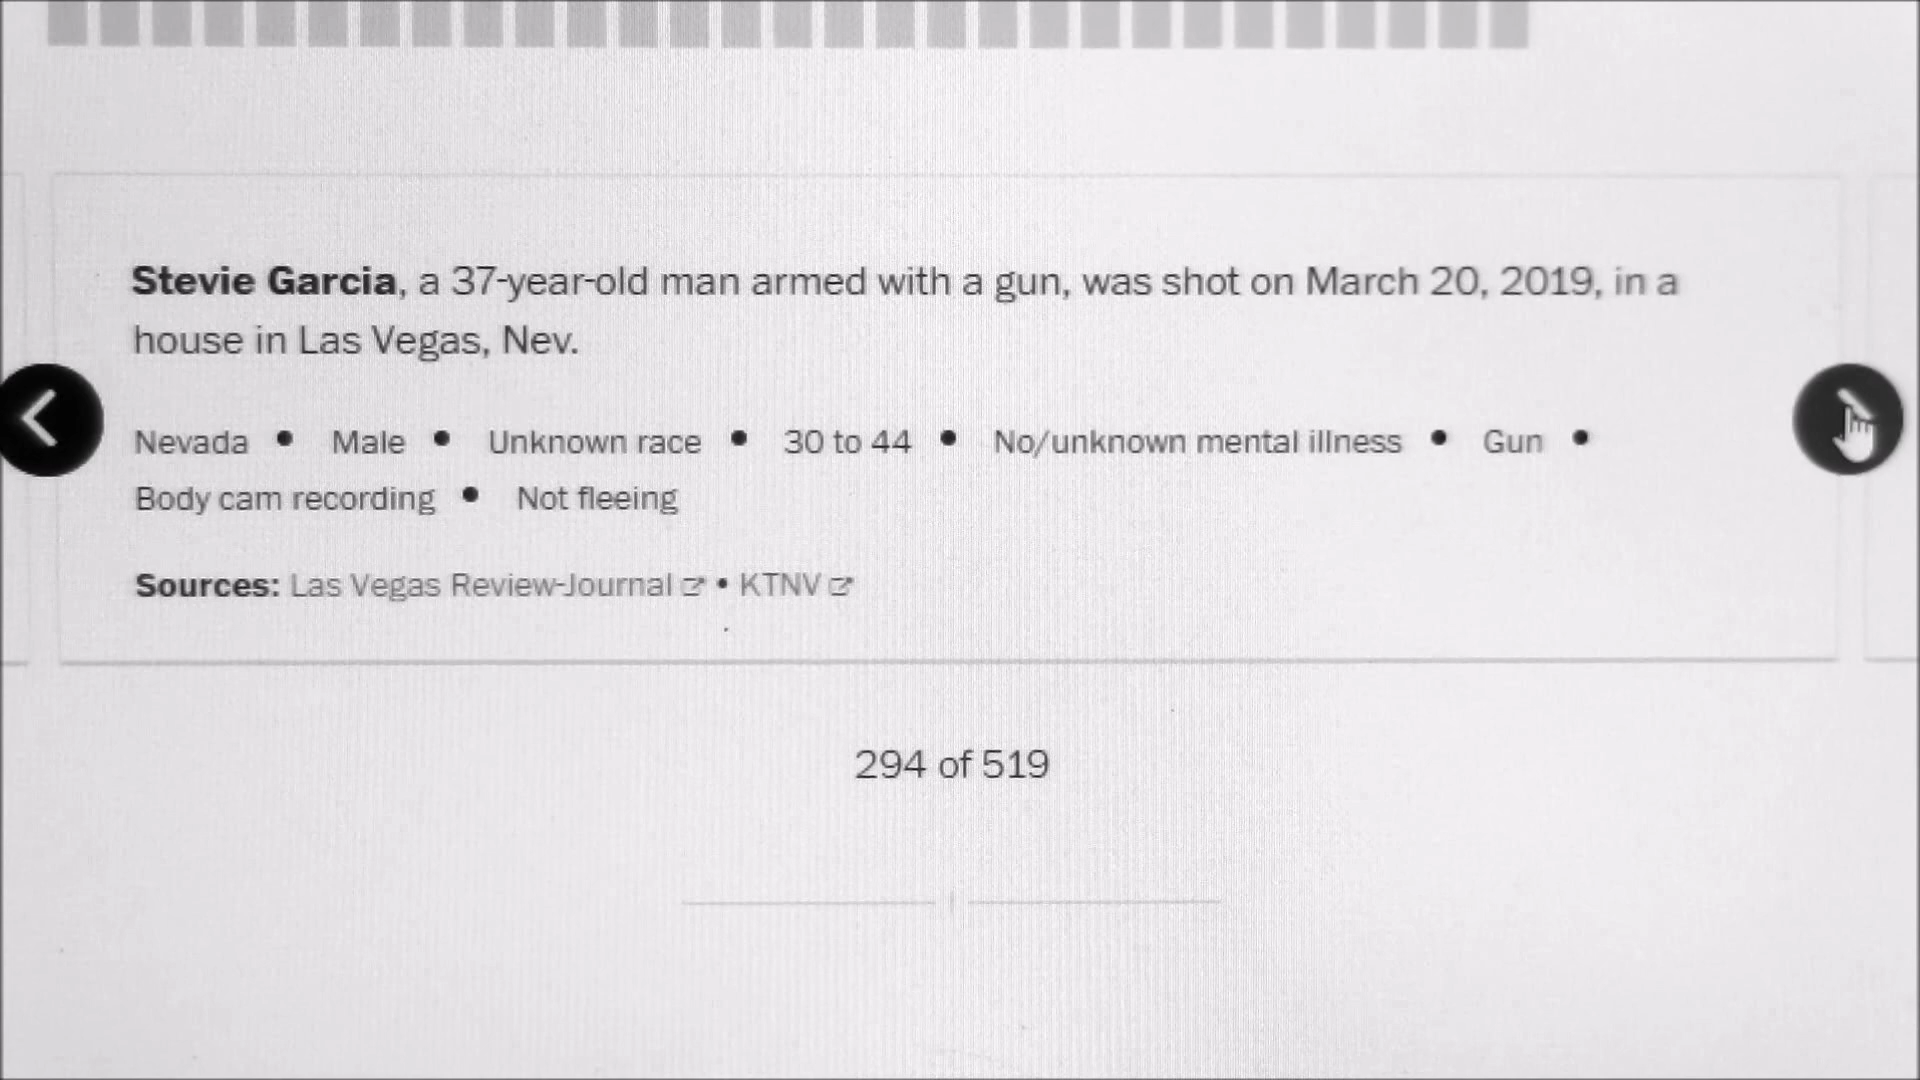 Stevie Garcia, a 37-year-old man armed with a gun, was shot on March 20, 2019, in a
house in Las Vegas, Nev.
Nevada • Male • Unknown race • 30 to 44 • No/unknown mental illness • Gun •
Body cam recording • Not fleeing
Sources: Las Vegas Review-Journal • KTNV
294 of 519